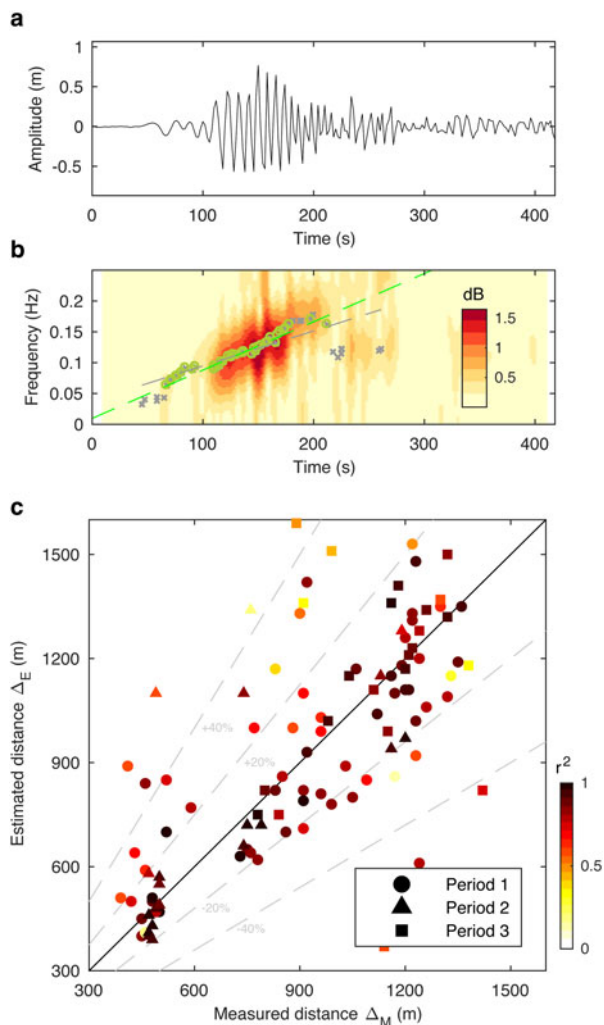 a
1
0.5
0
-0.5
Amplitude (m)
0 100 200 300 400
Time (s)
b
0.2
0.15
0.1
0.05
0
Frequency (Hz)
dB
1.5
1
0.5
0 100 200 300 400
Time (s)
c
1500
1200
900
600
300
Estimated distance Δ_E (m)
+40%
+20%
-20%
-40%
r²
1
0.5
0
Period 1
Period 2
Period 3
300 600 900 1200 1500
Measured distance Δ_M (m)